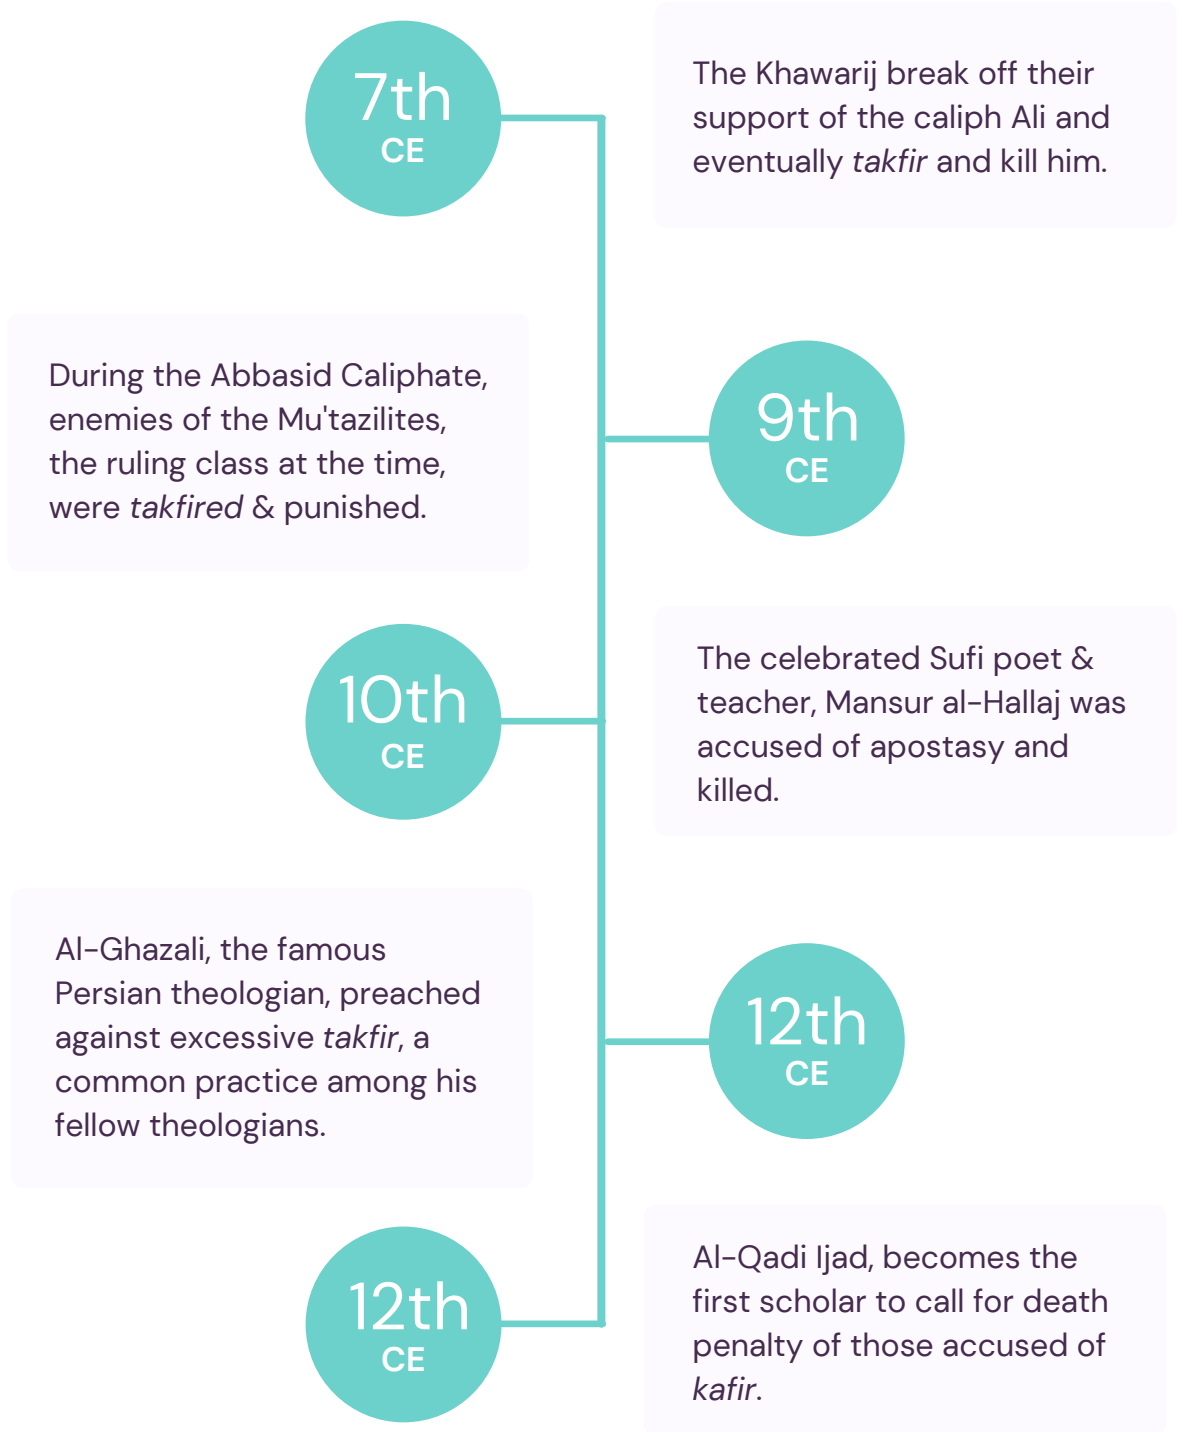 7th
CE
The Khawarij break off their
support of the caliph Ali and
eventually takfir and kill him.
During the Abbasid Caliphate,
enemies of the Mu'tazilites,
the ruling class at the time,
were takfired & punished.
9th
CE
10th
CE
The celebrated Sufi poet &
teacher, Mansur al-Hallaj was
accused of apostasy and
killed.
Al-Ghazali, the famous
Persian theologian, preached
against excessive takfir, a
common practice among his
fellow theologians.
12th
CE
12th
CE
Al-Qadi Ijad, becomes the
first scholar to call for death
penalty of those accused of
kafir.